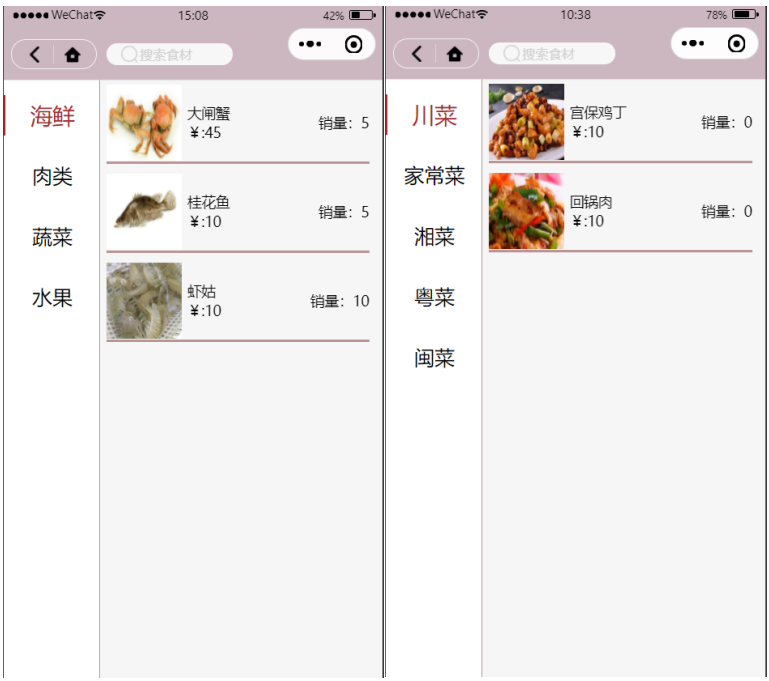 WeChat 15:08 42%
搜索食材
海鲜
肉类
蔬菜
水果
大闸蟹
¥:45
销量：5
桂花鱼
¥:10
销量：5
虾姑
¥:10
销量：10
WeChat 10:38 78%
搜索食材
川菜
家常菜
湘菜
粤菜
闽菜
宫保鸡丁
¥:10
销量：0
回锅肉
¥:10
销量：0